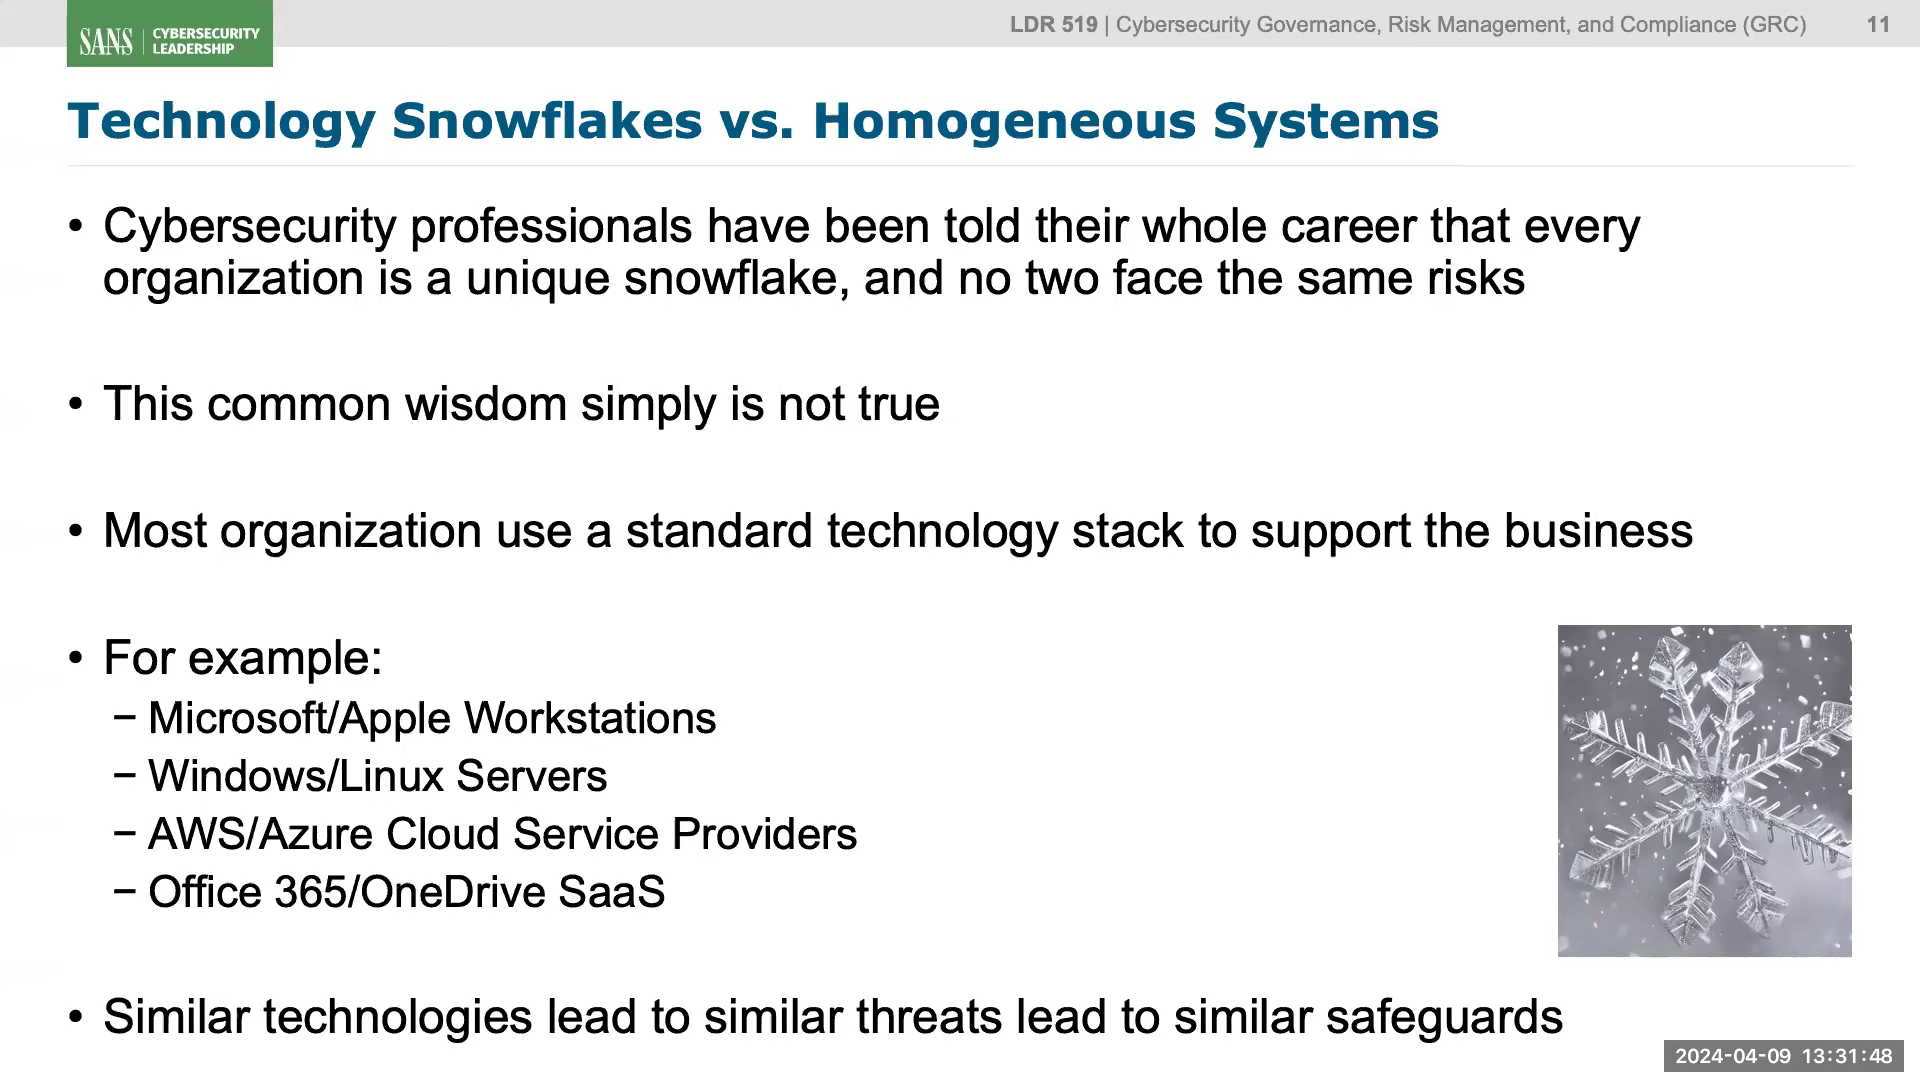 SANS | CYBERSECURITY
LEADERSHIP
LDR 519 | Cybersecurity Governance, Risk Management, and Compliance (GRC) 11
Technology Snowflakes vs. Homogeneous Systems
• Cybersecurity professionals have been told their whole career that every
organization is a unique snowflake, and no two face the same risks
• This common wisdom simply is not true
• Most organization use a standard technology stack to support the business
• For example:
− Microsoft/Apple Workstations
− Windows/Linux Servers
− AWS/Azure Cloud Service Providers
− Office 365/OneDrive SaaS
• Similar technologies lead to similar threats lead to similar safeguards
2024-04-09 13:31:48